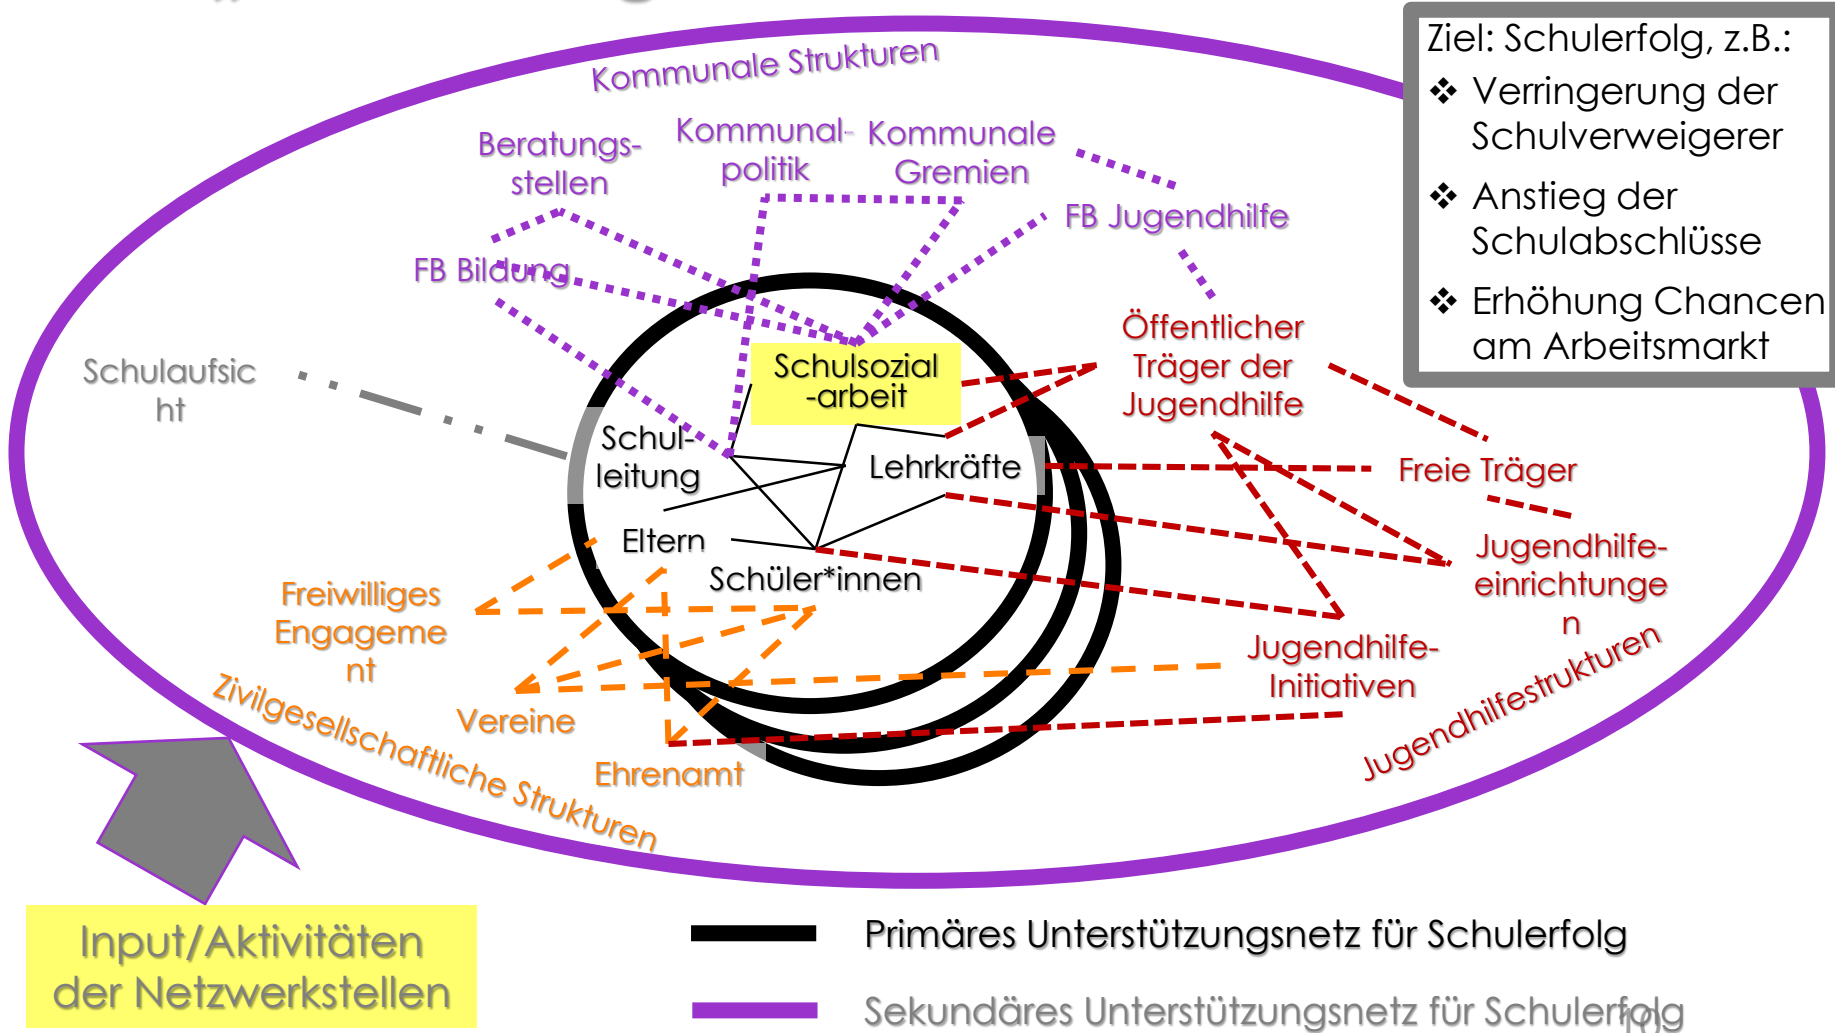 Ziel: Schulerfolg, z.B.:
❖ Verringerung der
Schulverweigerer
❖ Anstieg der
Schulabschlüsse
❖ Erhöhung Chancen
am Arbeitsmarkt
Kommunale Strukturen
Beratungs-
stellen
Kommunal-
politik
Kommunale
Gremien
FB Jugendhilfe
FB Bildung
Schulaufsic
ht
Schulsozial
-arbeit
Schul-
leitung
Lehrkräfte
Eltern
Schüler*innen
Öffentlicher
Träger der
Jugendhilfe
Freie Träger
Jugendhilfe-
einrichtunge
n
Jugendhilfe-
Initiativen
Jugendhilfestrukturen
Freiwilliges
Engageme
nt
Vereine
Ehrenamt
Zivilgesellschaftliche Strukturen
Input/Aktivitäten
der Netzwerkstellen
Primäres Unterstützungsnetz für Schulerfolg
Sekundäres Unterstützungsnetz für Schulerfolg
10